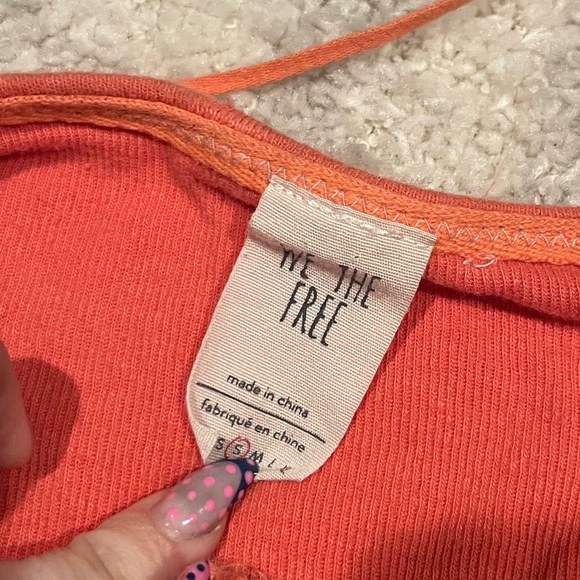 WE THE
FREE
made in china
fabriqué en chine
S S M L